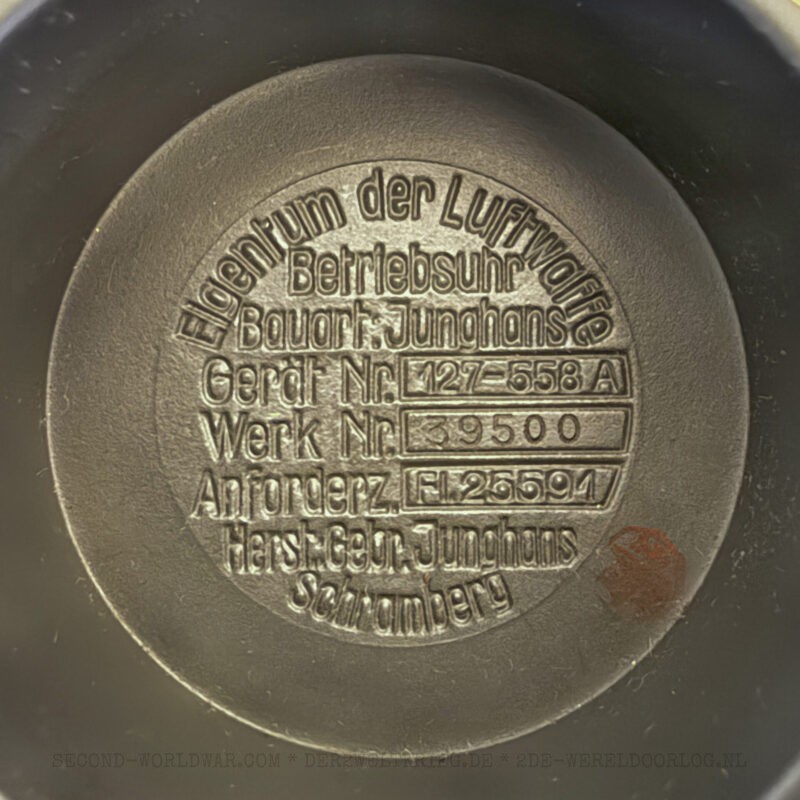 Eigentum der Luftwaffe
Betriebsuhr
Bauart: Junghans
Gerät Nr. 127-558 A
Werk Nr. 39500
Anforderz. Fl.25591
Herst. Gebr. Junghans
Schramberg
SECOND-WORLDWAR.COM * DER2WELTKRIEG.DE * 2DE-WERELDOORLOG.NL